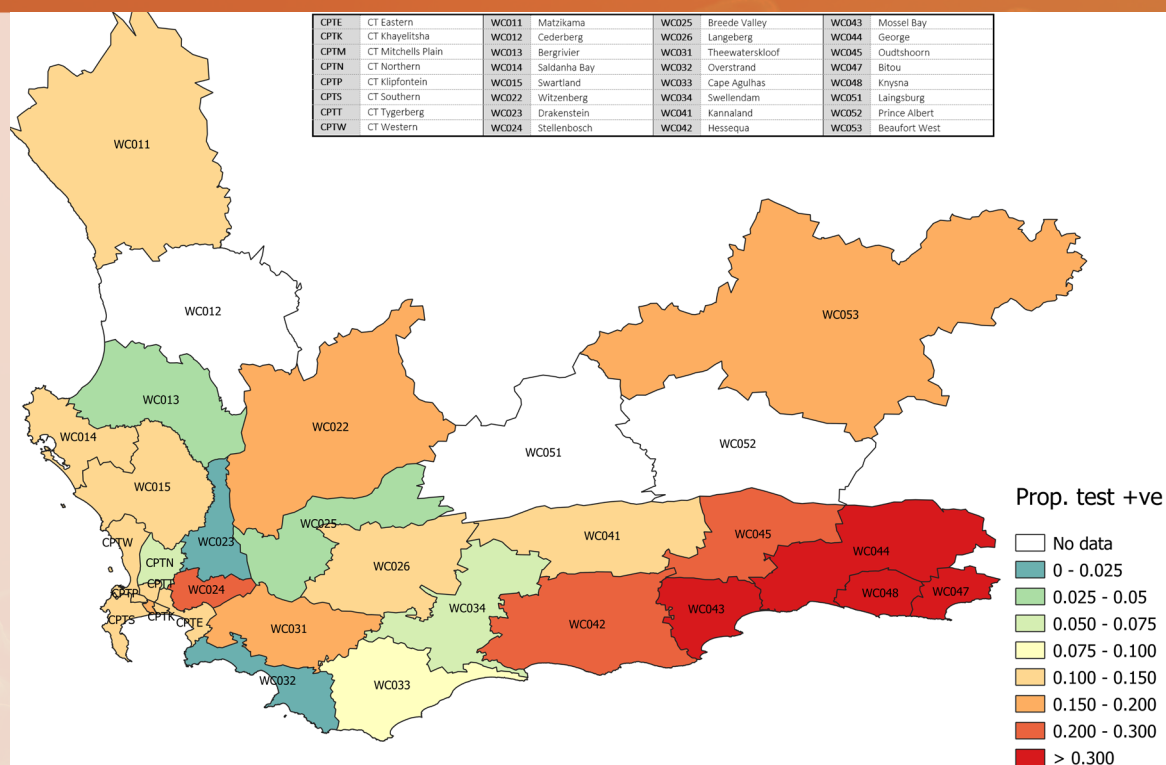 CPTE CT Eastern WC011 Matzikama WC025 Breede Valley WC043 Mossel Bay
CPTK CT Khayelitsha WC012 Cederberg WC026 Langeberg WC044 George
CPTM CT Mitchells Plain WC013 Bergrivier WC031 Theewaterskloof WC045 Oudtshoorn
CPTN CT Northern WC014 Saldanha Bay WC032 Overstrand WC047 Bitou
CPTP CT Klipfontein WC015 Swartland WC033 Cape Agulhas WC048 Knysna
CPTS CT Southern WC022 Witzenberg WC034 Swellendam WC051 Laingsburg
CPTT CT Tygerberg WC023 Drakenstein WC041 Kannaland WC052 Prince Albert
CPTW CT Western WC024 Stellenbosch WC042 Hessequa WC053 Beaufort West
WC011
WC012
WC053
WC013
WC022
WC014
WC052
WC051
WC015
WC025
WC045
WC041
CPTW
WC023
WC044
CPTN
WC026
CPTT
WC024
CPTP
WC047
WC048
WC034
WC043
CPTK
CPTS
CPTE
WC042
WC031
WC032
WC033
Prop. test +ve
No data
0 - 0.025
0.025 - 0.05
0.050 - 0.075
0.075 - 0.100
0.100 - 0.150
0.150 - 0.200
0.200 - 0.300
> 0.300